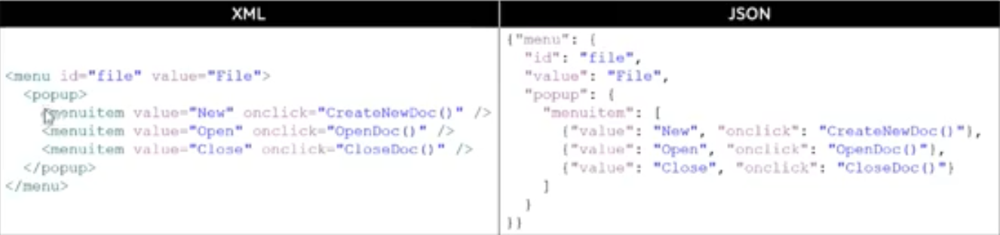 XML
<menu id="file" value="File">
<popup>
<menuitem value="New" onclick="CreateNewDoc()" />
<menuitem value="Open" onclick="OpenDoc()" />
<menuitem value="Close" onclick="CloseDoc()" />
</popup>
</menu>
JSON
{"menu": {
"id": "file",
"value": "File",
"popup": {
"menuitem": [
{"value": "New", "onclick": "CreateNewDoc()"},
{"value": "Open", "onclick": "OpenDoc()"},
{"value": "Close", "onclick": "CloseDoc()"}
]
}
}}